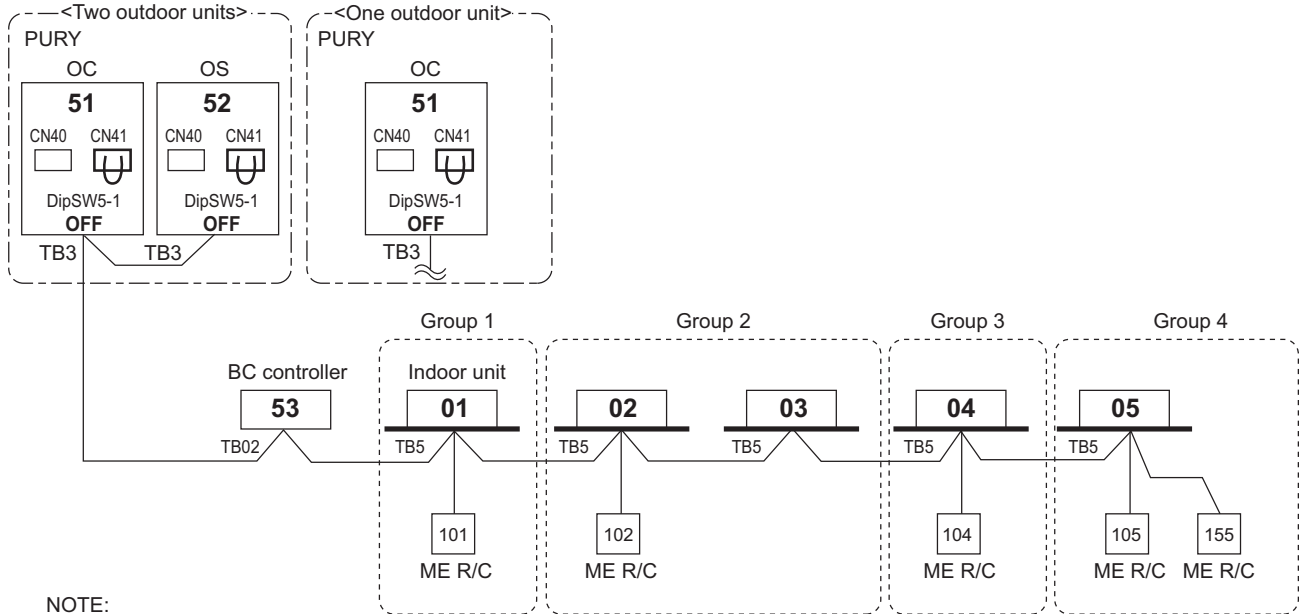 <Two outdoor units> <One outdoor unit>
PURY PURY
OC OS OC
51 52 51
CN40 CN41 CN40 CN41 CN40 CN41
DipSW5-1 DipSW5-1 DipSW5-1
OFF OFF OFF
TB3 TB3 TB3
Group 1 Group 2 Group 3 Group 4
BC controller Indoor unit
53 01 02 03 04 05
TB02 TB5 TB5 TB5 TB5 TB5
101 102 104 105 155
ME R/C ME R/C ME R/C ME R/C ME R/C
NOTE: